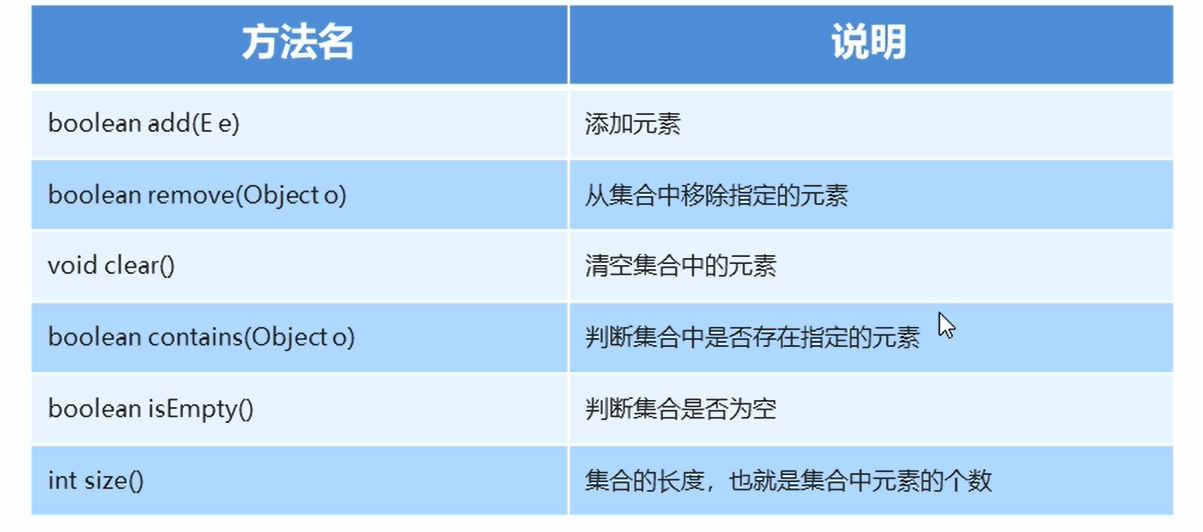 方法名 说明
boolean add(E e) 添加元素
boolean remove(Object o) 从集合中移除指定的元素
void clear() 清空集合中的元素
boolean contains(Object o) 判断集合中是否存在指定的元素
boolean isEmpty() 判断集合是否为空
int size() 集合的长度，也就是集合中元素的个数